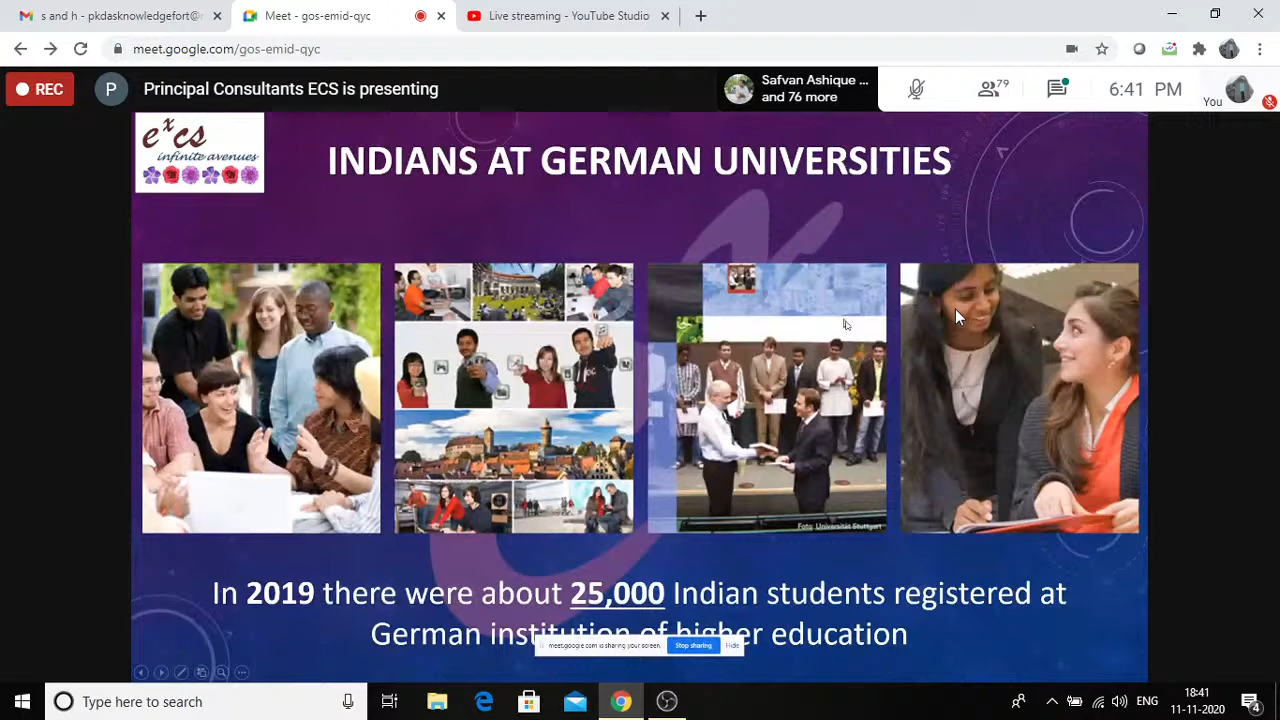 s and h - pkdasknowledgefort@
Meet - gos-emid-qyc
Live streaming - YouTube Studio
meet.google.com/gos-emid-qyc
REC
P
Principal Consultants ECS is presenting
Safvan Ashique ...
and 76 more
79
6:41 PM
You
excs
infinite avenues
INDIANS AT GERMAN UNIVERSITIES
Foto: Universität Stuttgart
In 2019 there were about 25,000 Indian students registered at
German institution of higher education
meet.google.com is sharing your screen.
Stop sharing
Hide
Type here to search
ENG
18:41
11-11-2020
4